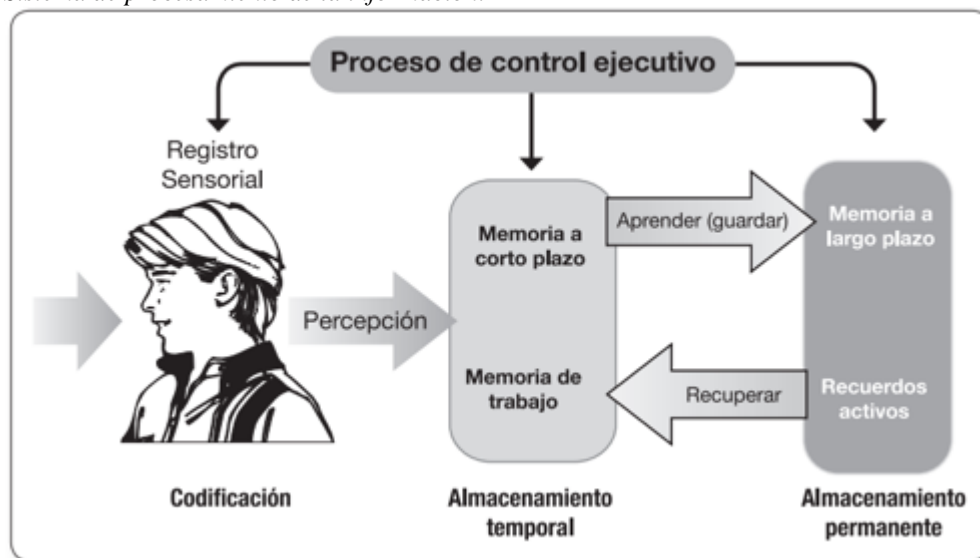 Proceso de control ejecutivo
Registro
Sensorial
Percepción
Memoria a
corto plazo
Memoria de
trabajo
Aprender (guardar)
Recuperar
Memoria a
largo plazo
Recuerdos
activos
Codificación
Almacenamiento
temporal
Almacenamiento
permanente